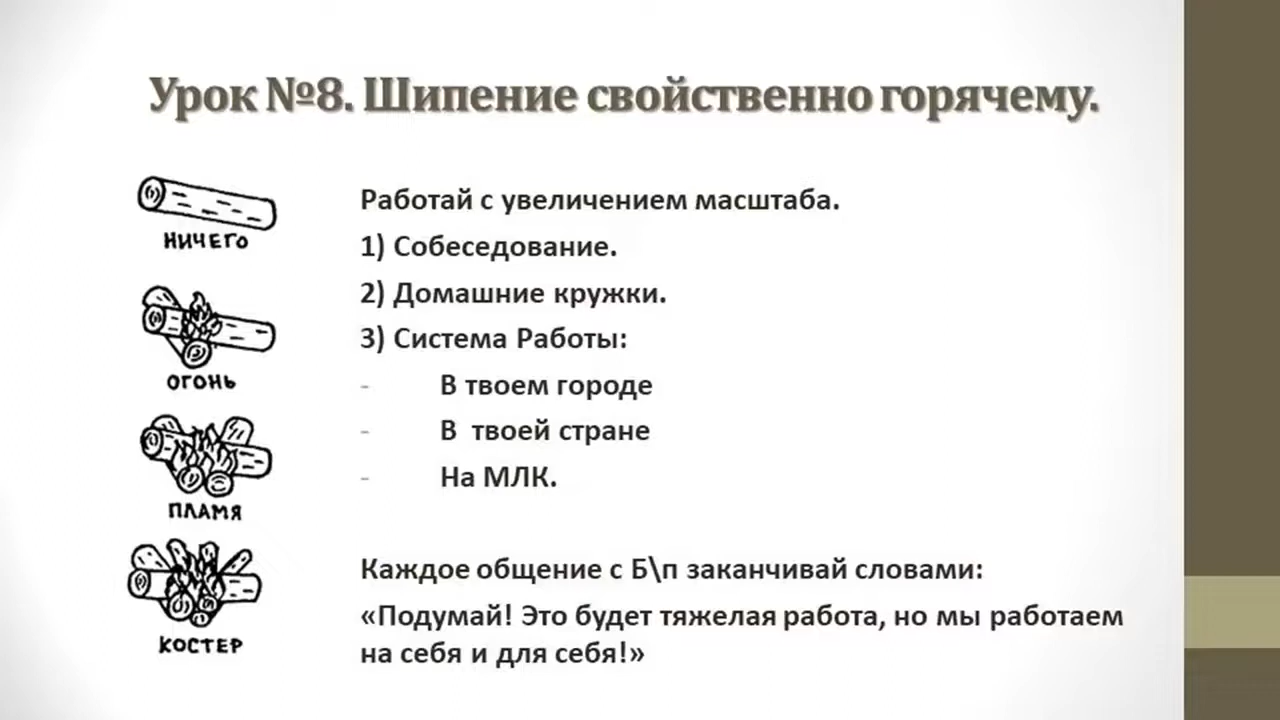 Урок №8. Шипение свойственно горячему.
НИЧЕГО
ОГОНЬ
ПЛАМЯ
КОСТЕР
Работай с увеличением масштаба.
1) Собеседование.
2) Домашние кружки.
3) Система Работы:
- В твоем городе
- В твоей стране
- На МЛК.
Каждое общение с Б\п заканчивай словами:
«Подумай! Это будет тяжелая работа, но мы работаем
на себя и для себя!»